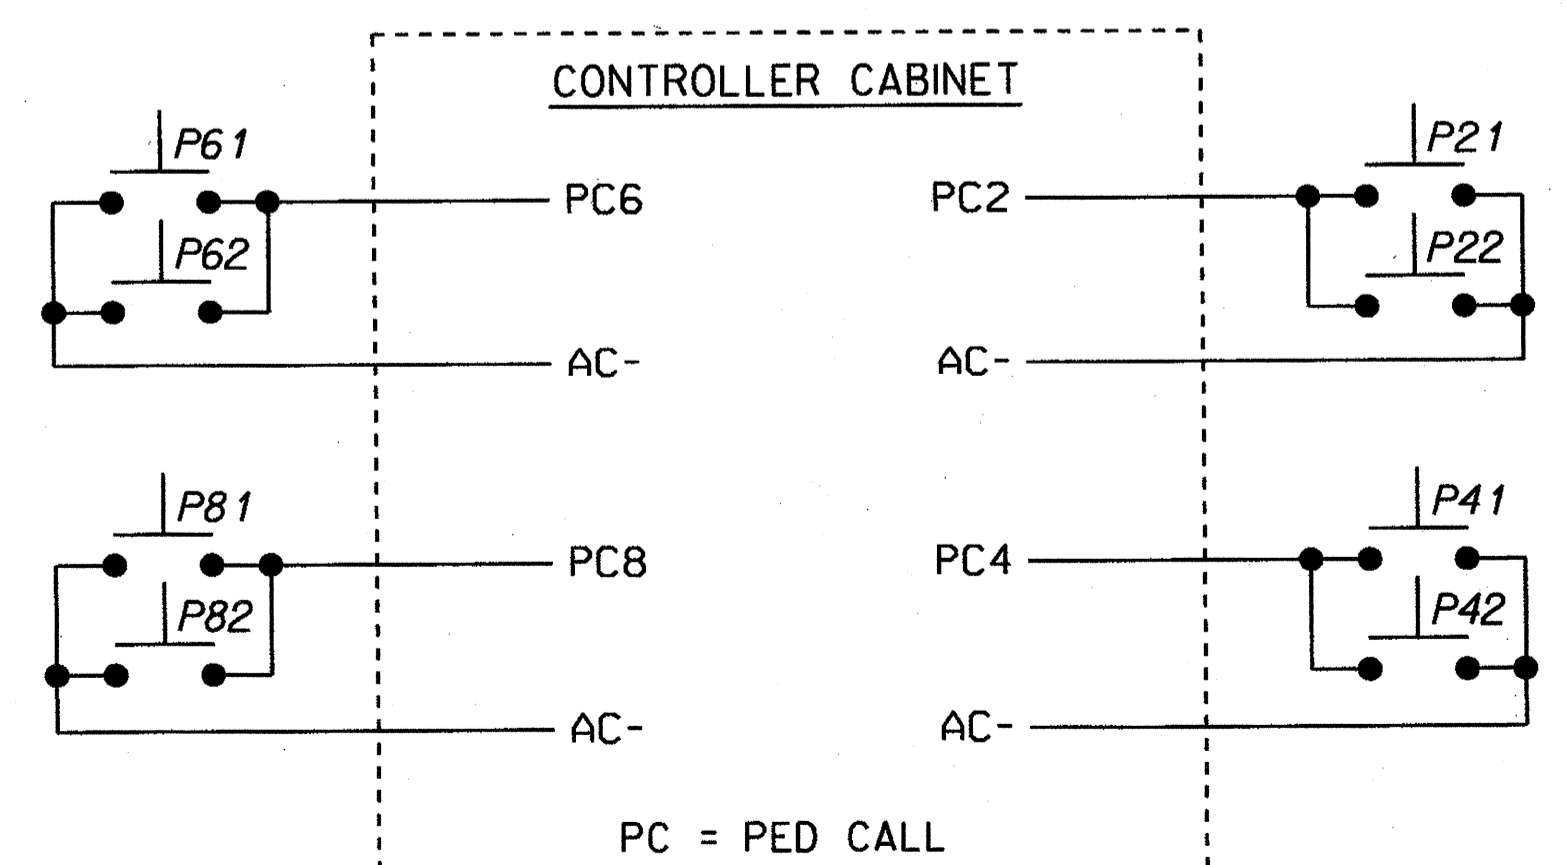 CONTROLLER CABINET
P61
P62
PC6
AC-
PC2
AC-
P21
P22
P81
P82
PC8
AC-
PC4
AC-
P41
P42
PC = PED CALL